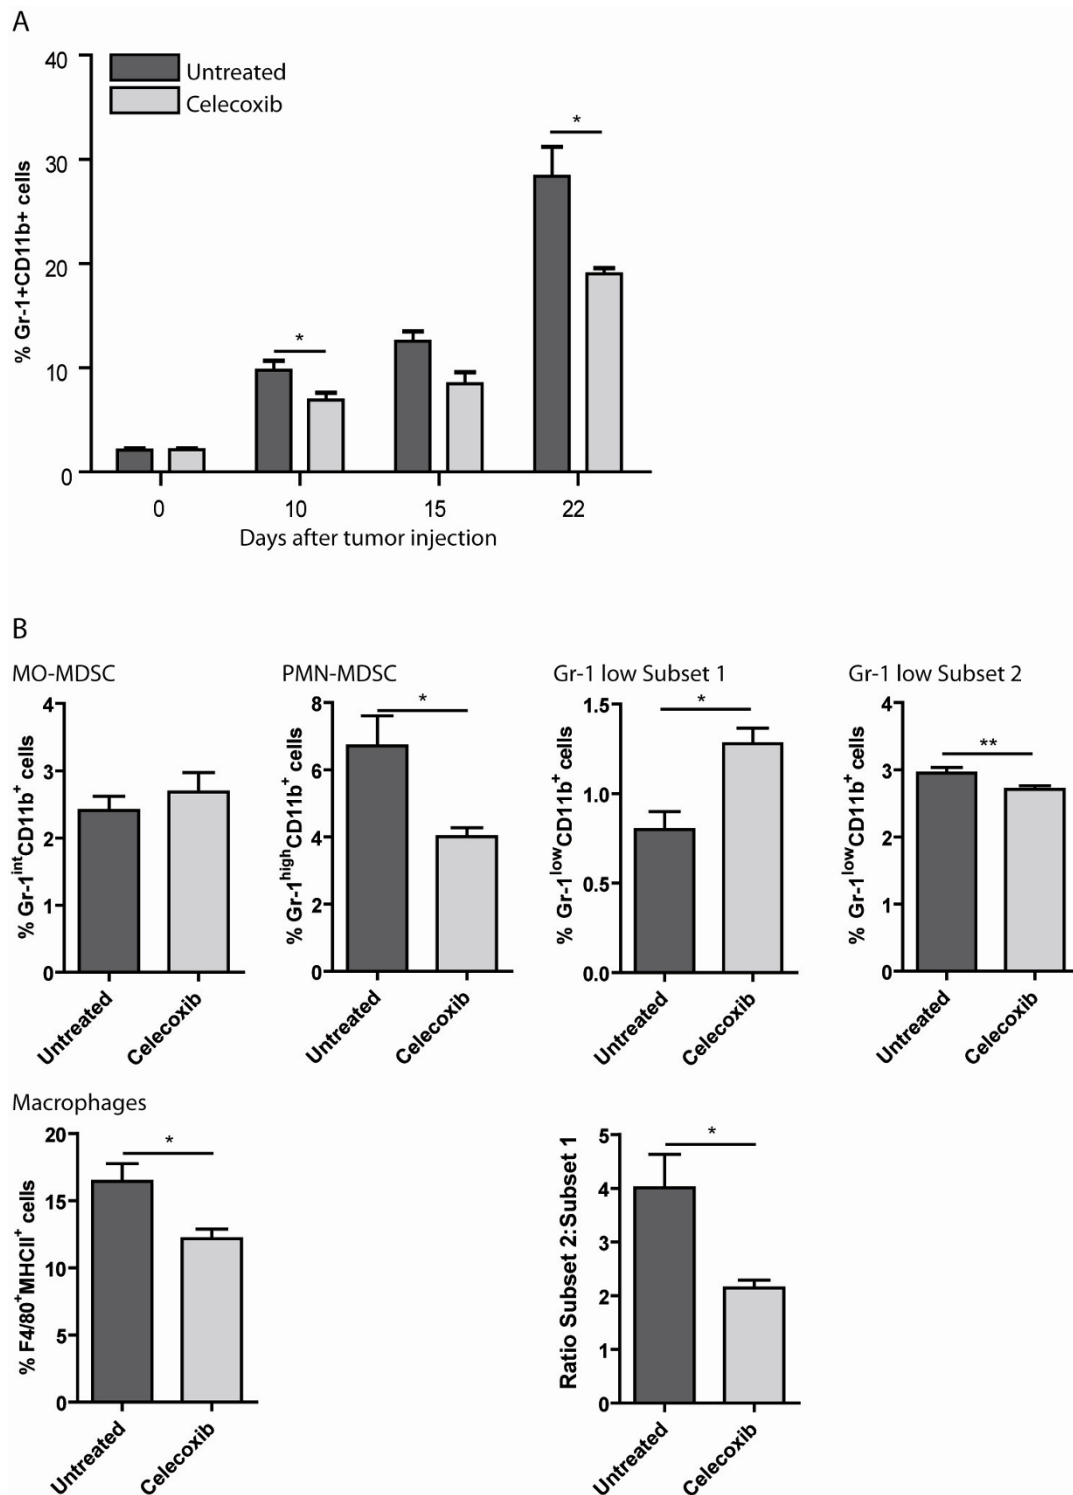 A
40
30
20
10
0
% Gr-1+CD11b+ cells
Untreated
Celecoxib
*
*
0 10 15 22
Days after tumor injection
B
MO-MDSC
4
3
2
1
0
% Gr-1intCD11b+ cells
Untreated
Celecoxib
PMN-MDSC
8
6
4
2
0
% Gr-1highCD11b+ cells
*
Untreated
Celecoxib
Gr-1 low Subset 1
1.5
1.0
0.5
0.0
% Gr-1lowCD11b+ cells
*
Untreated
Celecoxib
Gr-1 low Subset 2
4
3
2
1
0
% Gr-1lowCD11b+ cells
**
Untreated
Celecoxib
Macrophages
20
15
10
5
0
% F4/80+MHCII+ cells
*
Untreated
Celecoxib
5
4
3
2
1
0
Ratio Subset 2:Subset 1
*
Untreated
Celecoxib